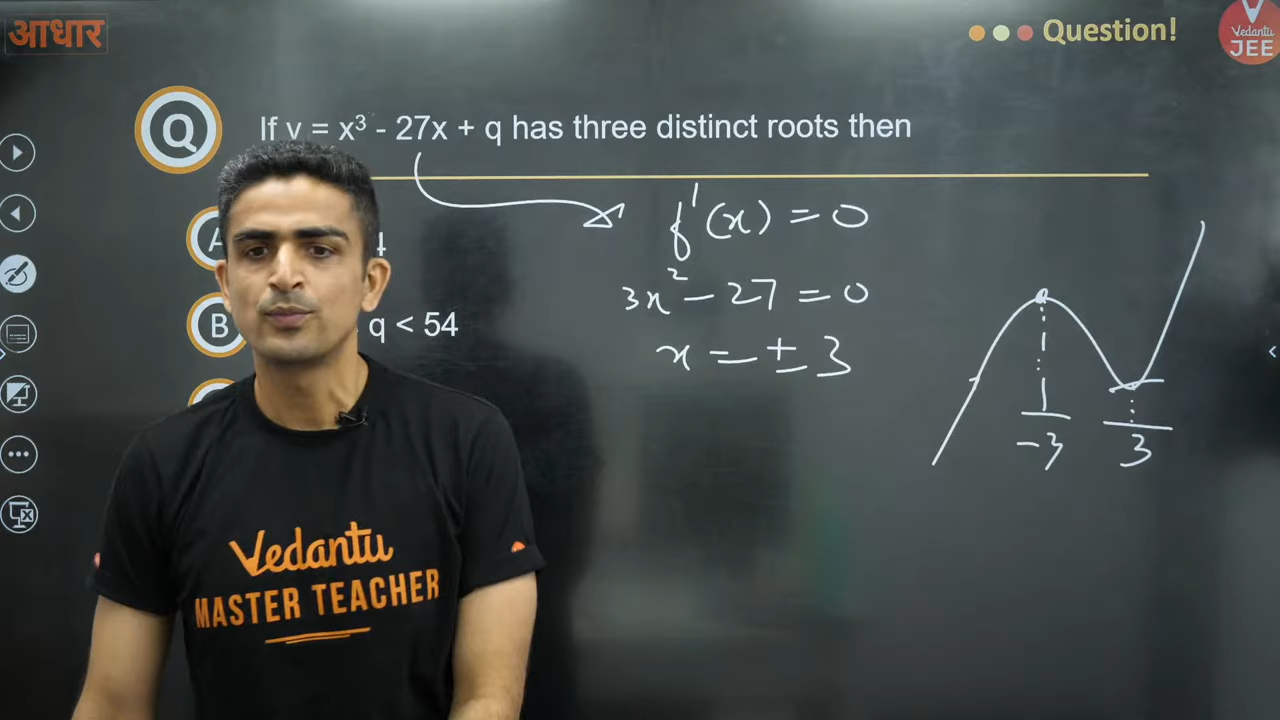 आधार
Question!
Vedantu
JEE
Q
If y = x³ - 27x + q has three distinct roots then
A
B
q < 54
f'(x) = 0
3x² - 27 = 0
x = ± 3
-3
3
Vedantu
MASTER TEACHER